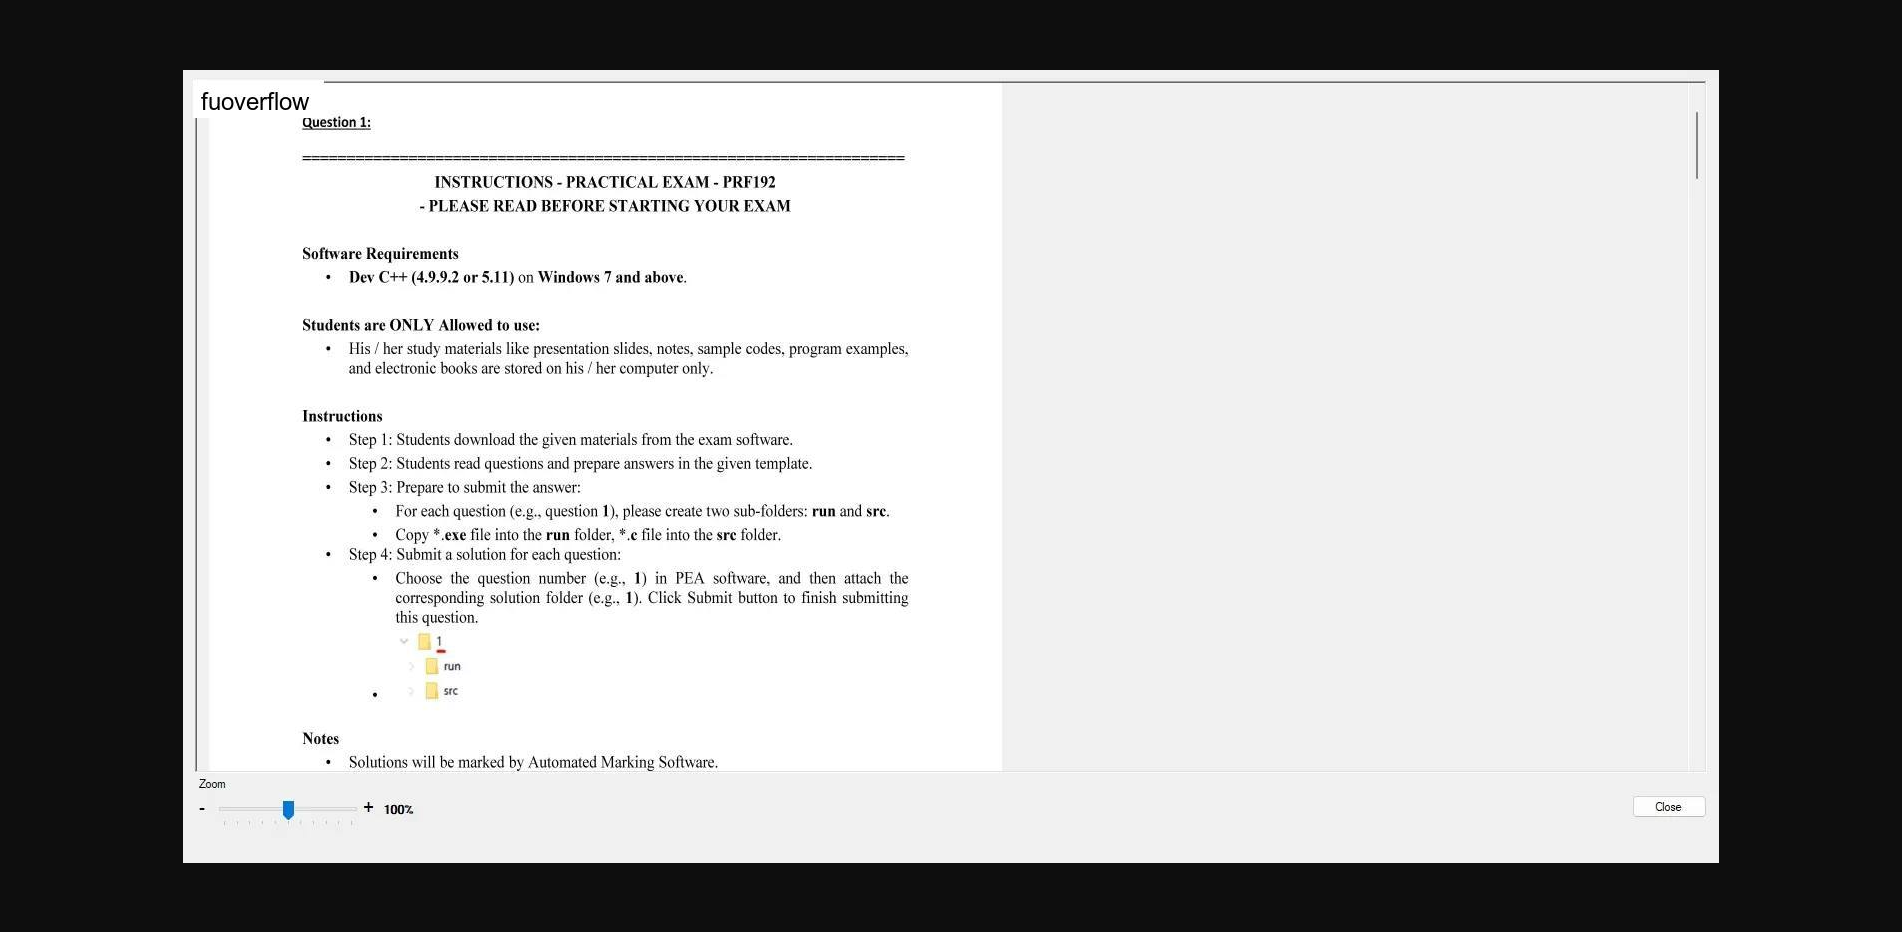 fuoverflow
Question 1:
====================================================================
INSTRUCTIONS - PRACTICAL EXAM - PRF192
- PLEASE READ BEFORE STARTING YOUR EXAM
Software Requirements
• Dev C++ (4.9.9.2 or 5.11) on Windows 7 and above.
Students are ONLY Allowed to use:
• His / her study materials like presentation slides, notes, sample codes, program examples,
and electronic books are stored on his / her computer only.
Instructions
• Step 1: Students download the given materials from the exam software.
• Step 2: Students read questions and prepare answers in the given template.
• Step 3: Prepare to submit the answer:
• For each question (e.g., question 1), please create two sub-folders: run and src.
• Copy *.exe file into the run folder, *.c file into the src folder.
• Step 4: Submit a solution for each question:
• Choose the question number (e.g., 1) in PEA software, and then attach the
corresponding solution folder (e.g., 1). Click Submit button to finish submitting
this question.
1
run
• src
Notes
• Solutions will be marked by Automated Marking Software.
Zoom
- + 100%
Close